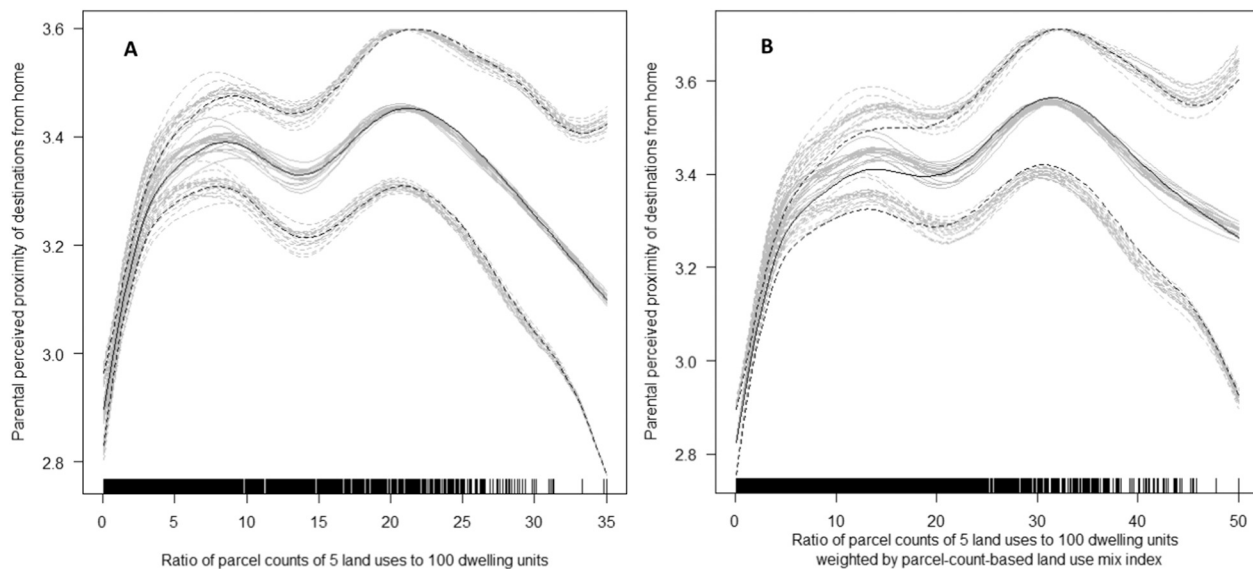 A
3.6
3.4
3.2
3.0
2.8
Parental perceived proximity of destinations from home
0 5 10 15 20 25 30 35
Ratio of parcel counts of 5 land uses to 100 dwelling units
B
3.6
3.4
3.2
3.0
2.8
Parental perceived proximity of destinations from home
0 10 20 30 40 50
Ratio of parcel counts of 5 land uses to 100 dwelling units
weighted by parcel-count-based land use mix index